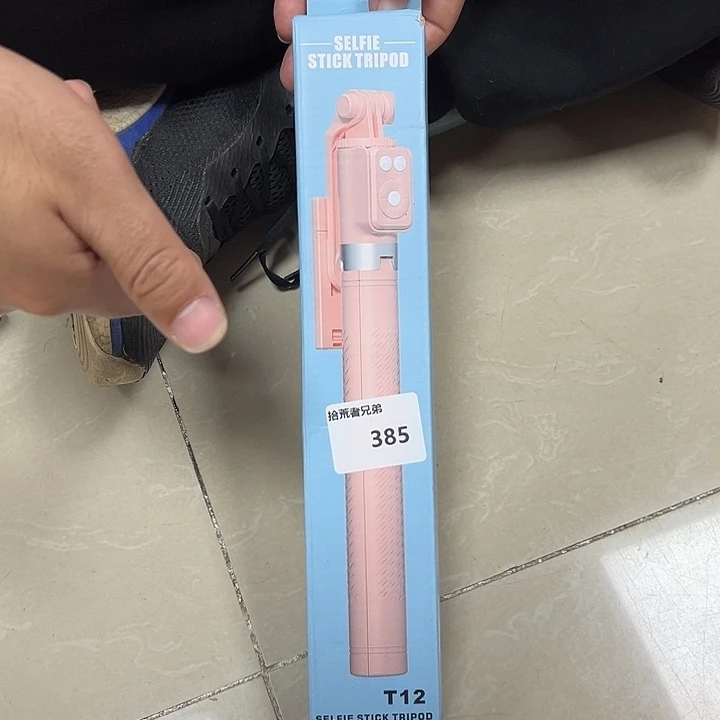 SELFIE
STICK TRIPOD
拾荒者兄弟
385
T12
SELFIE STICK TRIPOD